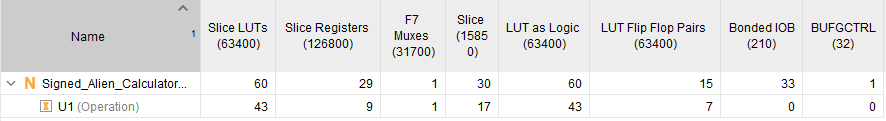 Name 1 Slice LUTs (63400) Slice Registers (126800) F7 Muxes (31700) Slice (15850) LUT as Logic (63400) LUT Flip Flop Pairs (63400) Bonded IOB (210) BUFGCTRL (32)
N Signed_Alien_Calculator... 60 29 1 30 60 15 33 1
I U1 (Operation) 43 9 1 17 43 7 0 0